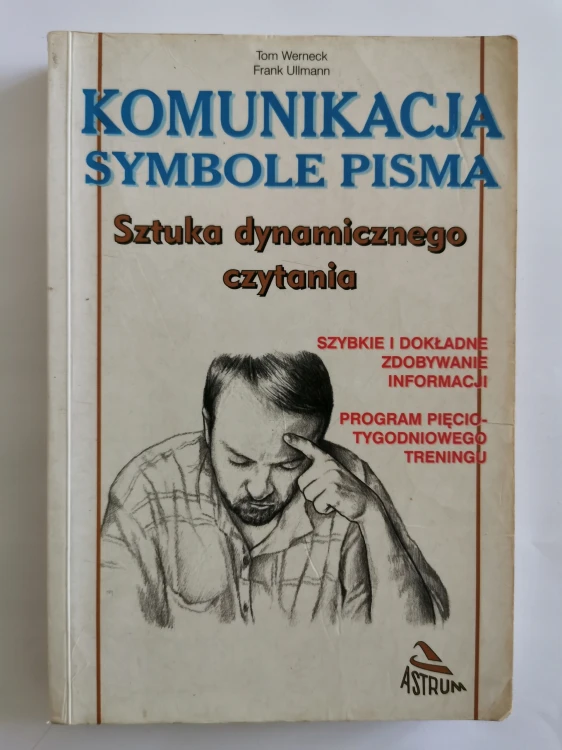 Tom Werneck
Frank Ullmann
KOMUNIKACJA
SYMBOLE PISMA
Sztuka dynamicznego
czytania
SZYBKIE I DOKŁADNE
ZDOBYWANIE
INFORMACJI
PROGRAM PIĘCIO-
TYGODNIOWEGO
TRENINGU
ASTRUM